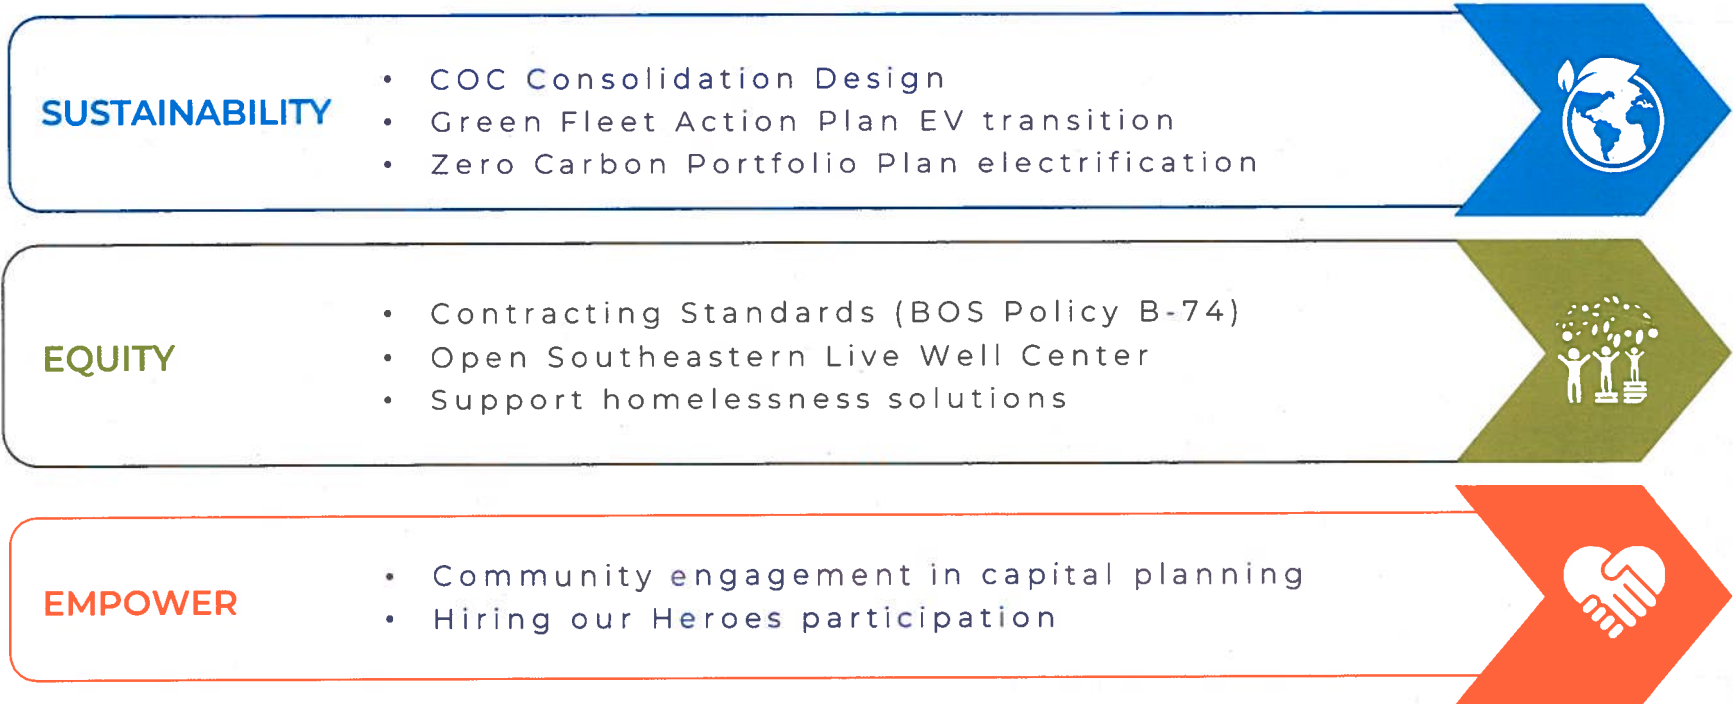 SUSTAINABILITY
• COC Consolidation Design
• Green Fleet Action Plan EV transition
• Zero Carbon Portfolio Plan electrification
EQUITY
• Contracting Standards (BOS Policy B-74)
• Open Southeastern Live Well Center
• Support homelessness solutions
EMPOWER
• Community engagement in capital planning
• Hiring our Heroes participation